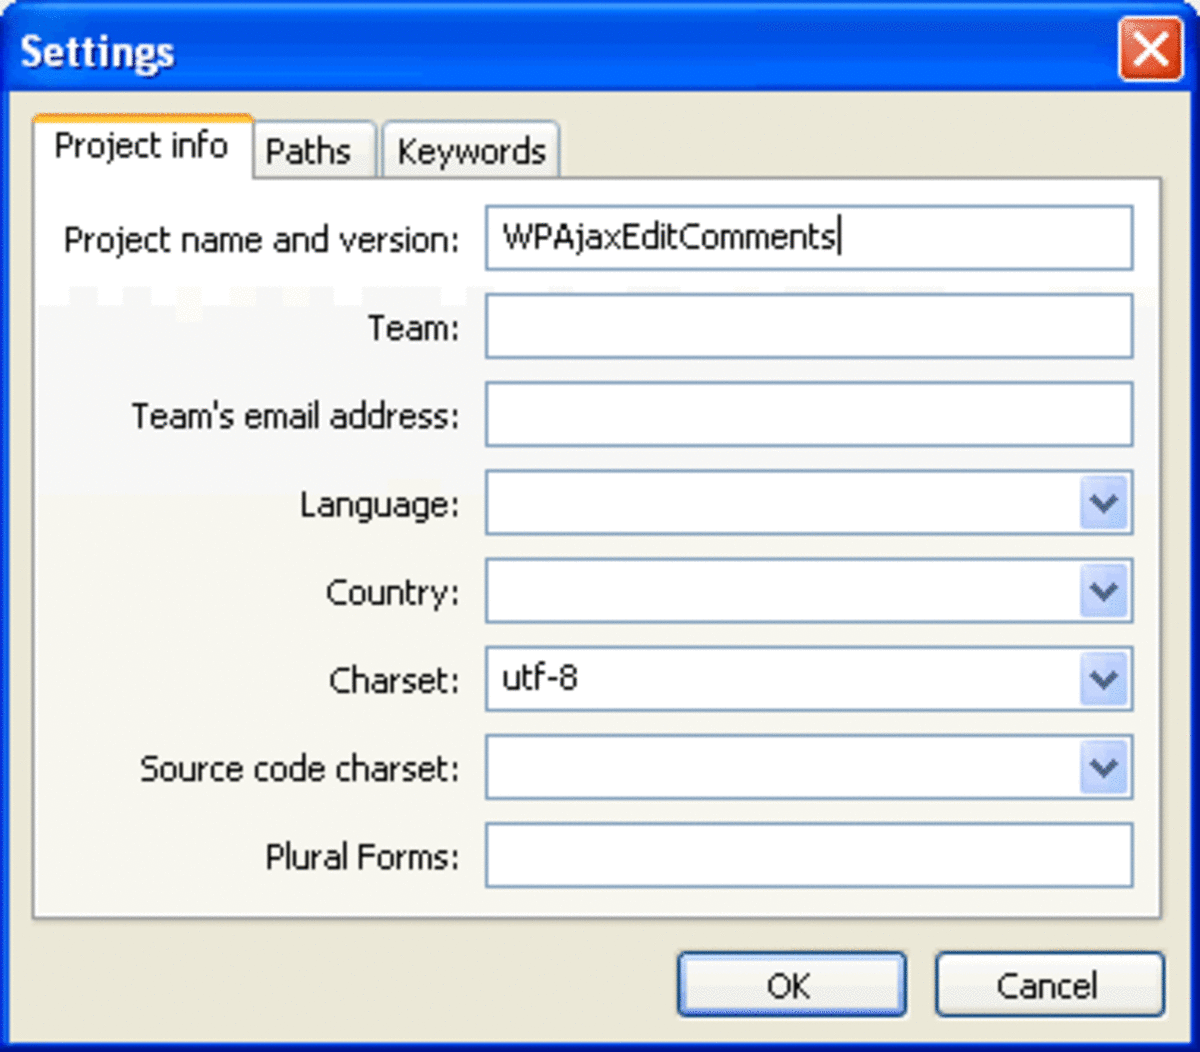 Settings
Project info Paths Keywords
Project name and version: WPAjaxEditComments
Team:
Team's email address:
Language:
Country:
Charset: utf-8
Source code charset:
Plural Forms:
OK Cancel